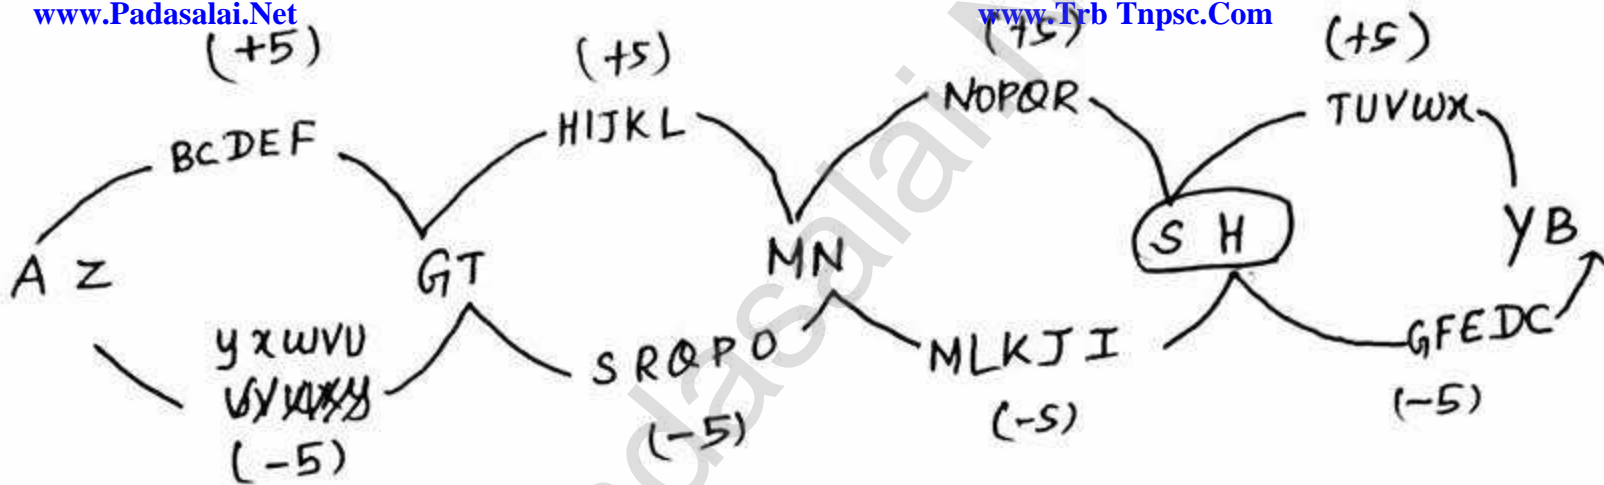 www.Padasalai.Net www.Trb Tnpsc.Com
(+5) (+5) (+5) (+5)
BCDEF HIJKL NOPQR TUVWX
A Z GT MN S H YB
YXWVU SRQPO MLKJI GFEDC
(-5) (-5) (-5) (-5)